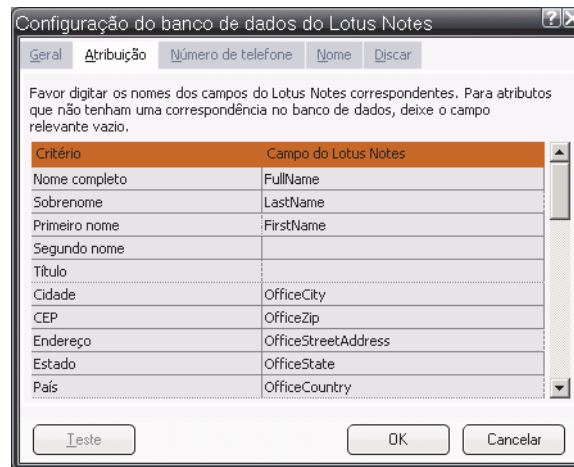 Configuração do banco de dados do Lotus Notes ? X
Geral Atribuição Número de telefone Nome Discar
Favor digitar os nomes dos campos do Lotus Notes correspondentes. Para atributos
que não tenham uma correspondência no banco de dados, deixe o campo
relevante vazio.
Critério Campo do Lotus Notes
Nome completo FullName
Sobrenome LastName
Primeiro nome FirstName
Segundo nome
Título
Cidade OfficeCity
CEP OfficeZip
Endereço OfficeStreetAddress
Estado OfficeState
País OfficeCountry
Teste OK Cancelar